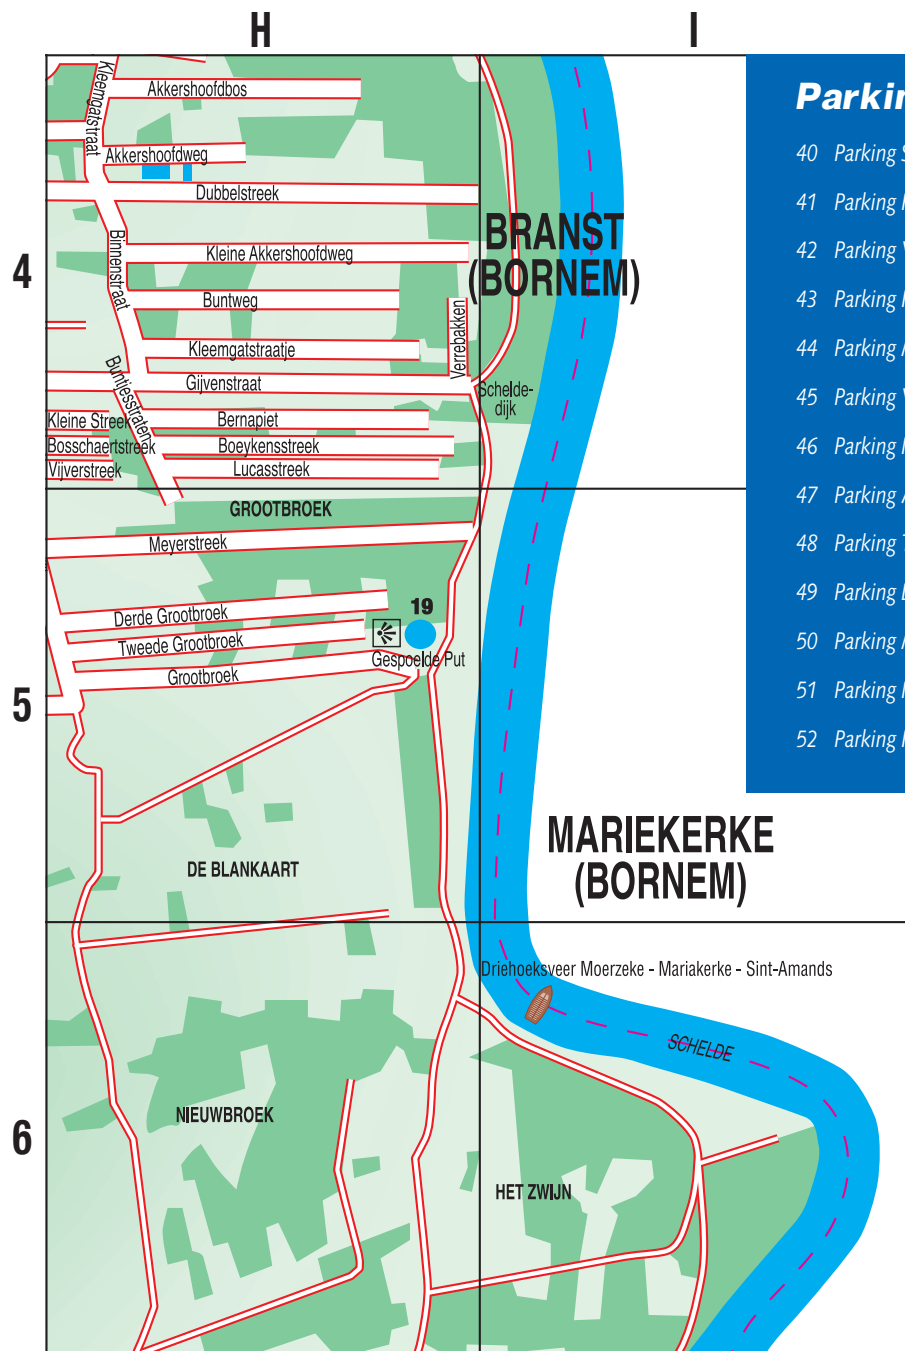 H
I
4
5
6
Kleemgatstraat
Akkershoofdbos
Akkershoofdweg
Dubbelstreek
Binnenstraat
Kleine Akkershoofdweg
BRANST
(BORNEM)
Buntweg
Verrebakken
Kleemgatstraatje
Gijvenstraat
Buntjesstraten
Schelde-
dijk
Kleine Streek
Bernapiet
Bosschaertstreek
Boeykensstreek
Vijverstreek
Lucasstreek
GROOTBROEK
Meyerstreek
Derde Grootbroek
19
Tweede Grootbroek
Gespoelde Put
Grootbroek
DE BLANKAART
MARIEKERKE
(BORNEM)
Driehoeksveer Moerzeke - Mariakerke - Sint-Amands
SCHELDE
NIEUWBROEK
HET ZWIJN
Parkin
40 Parking
41 Parking
42 Parking
43 Parking
44 Parking
45 Parking
46 Parking
47 Parking
48 Parking
49 Parking
50 Parking
51 Parking
52 Parking